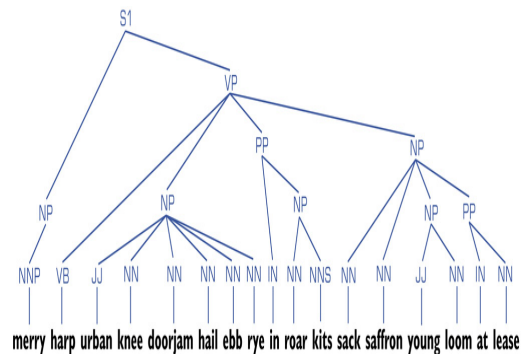 S1
VP
PP
NP
NP NP NP NP PP
NNP VB JJ NN NN NN NN NN IN NN NNS NN NN JJ NN IN NN
merry harp urban knee doorjam hail ebb rye in roar kits sack saffron young loom at lease